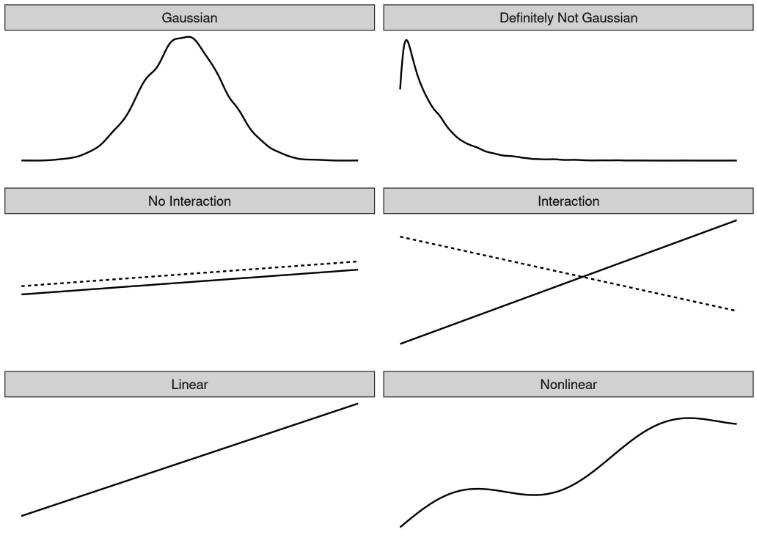 Gaussian
Definitely Not Gaussian
No Interaction
Interaction
Linear
Nonlinear